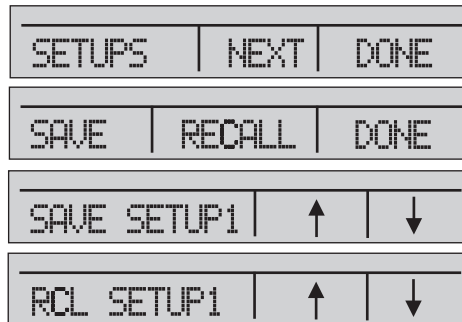 SETUPS NEXT DONE
SAVE RECALL DONE
SAVE SETUP1 ↑ ↓
RCL SETUP1 ↑ ↓